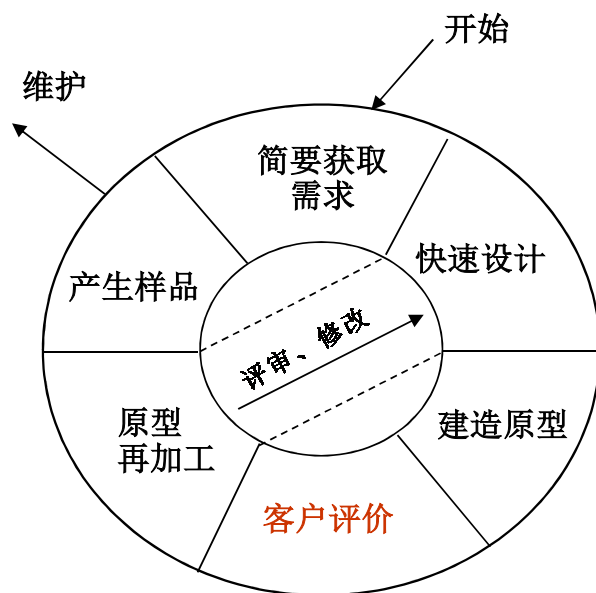 开始
维护
简要获取
需求
快速设计
产生样品
评审、修改
建造原型
原型
再加工
客户评价